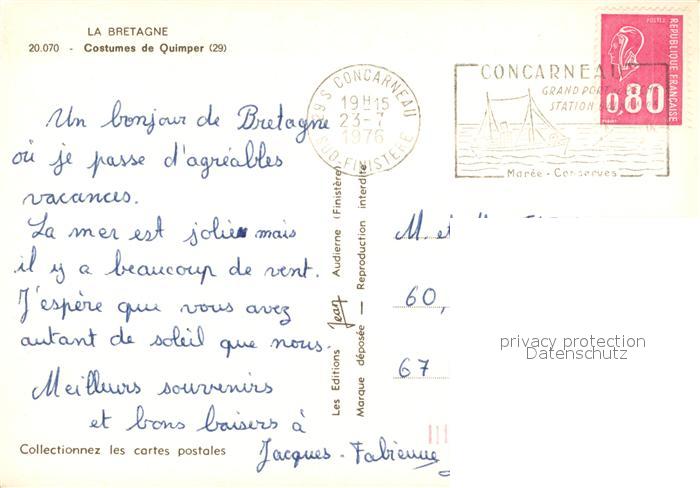 LA BRETAGNE
20.070 - Costumes de Quimper (29)
Un bonjour de Bretagne
où je passe d'agréables
vacances.
La mer est jolie mais
il y a beaucoup de vent.
J'espère que vous avez
autant de soleil que nous.
Meilleurs souvenirs
et bons baisers à
Jacques - Fabienne
Collectionnez les cartes postales
Les Editions Jean Audierne (Finistère)
Marque déposée — Reproduction interdite
29 S CONCARNEAU
19H15
23-7
1976
SUD-FINISTÈRE
CONCARNEAU
GRAND PORT
STATION
Marée - Conserves
POSTES
REPUBLIQUE FRANÇAISE
0,80
M. et
60,
67
privacy protection
Datenschutz